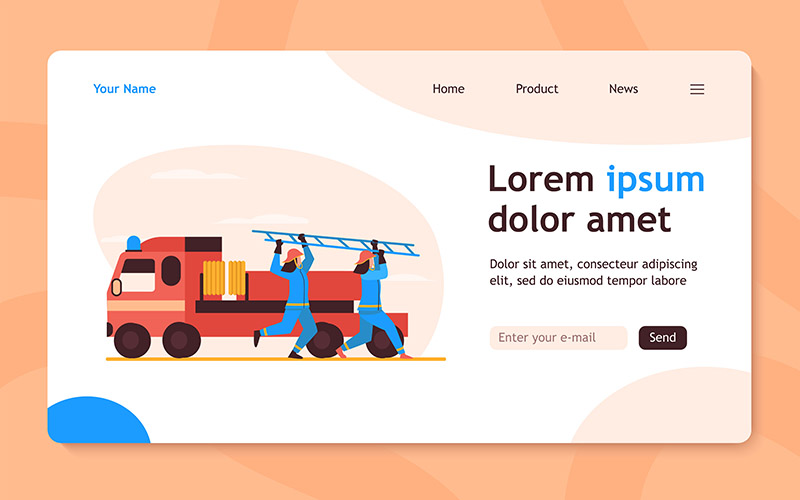 Your Name
Home
Product
News
Lorem ipsum
dolor amet
Dolor sit amet, consecteur adipiscing
elit, sed do eiusmod tempor labore
Enter your e-mail
Send